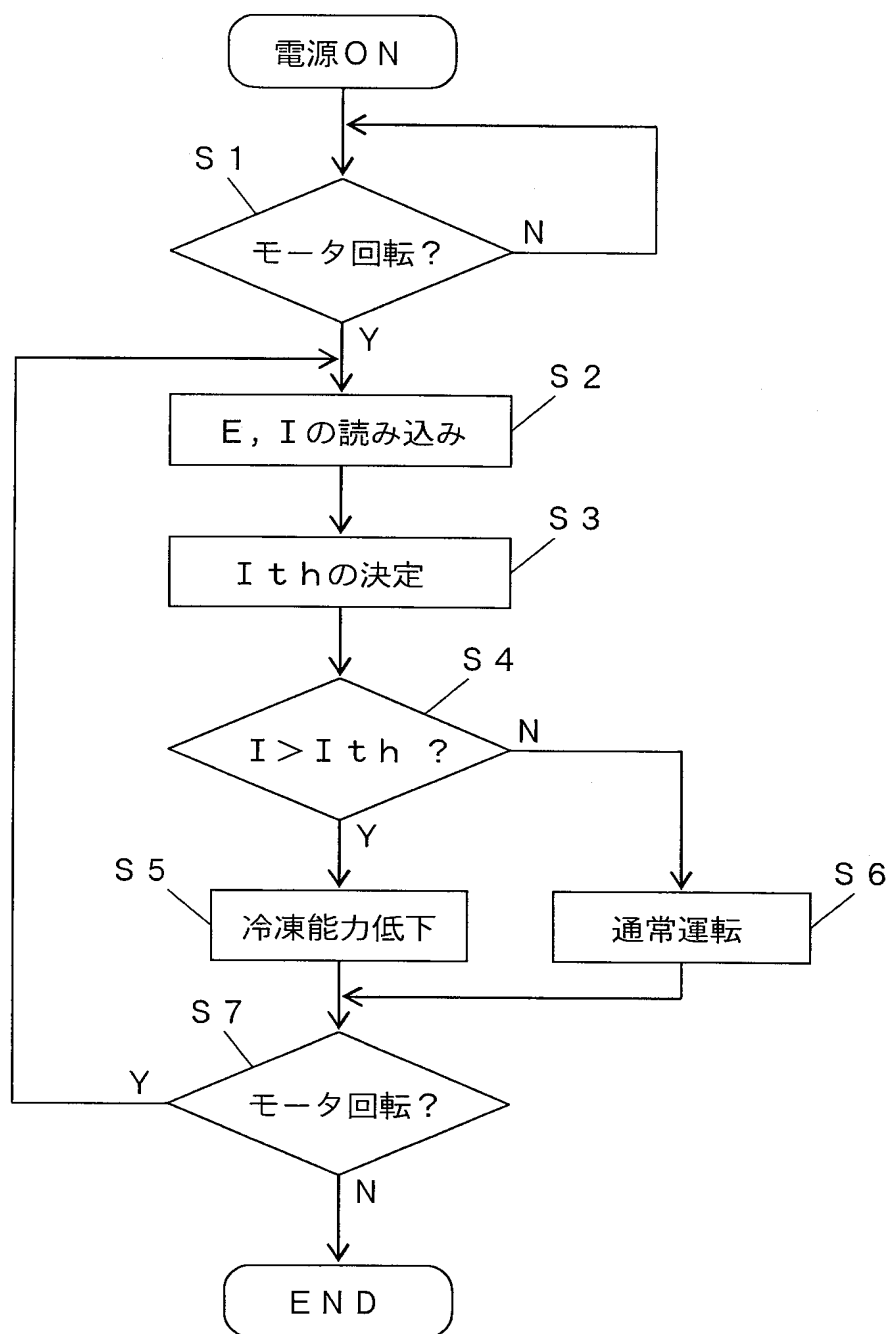 電源ON
S1
モータ回転?
N
Y
S2
E,Iの読み込み
S3
Ithの決定
S4
I>Ith ?
N
Y
S5
冷凍能力低下
S6
通常運転
S7
Y
モータ回転?
N
END